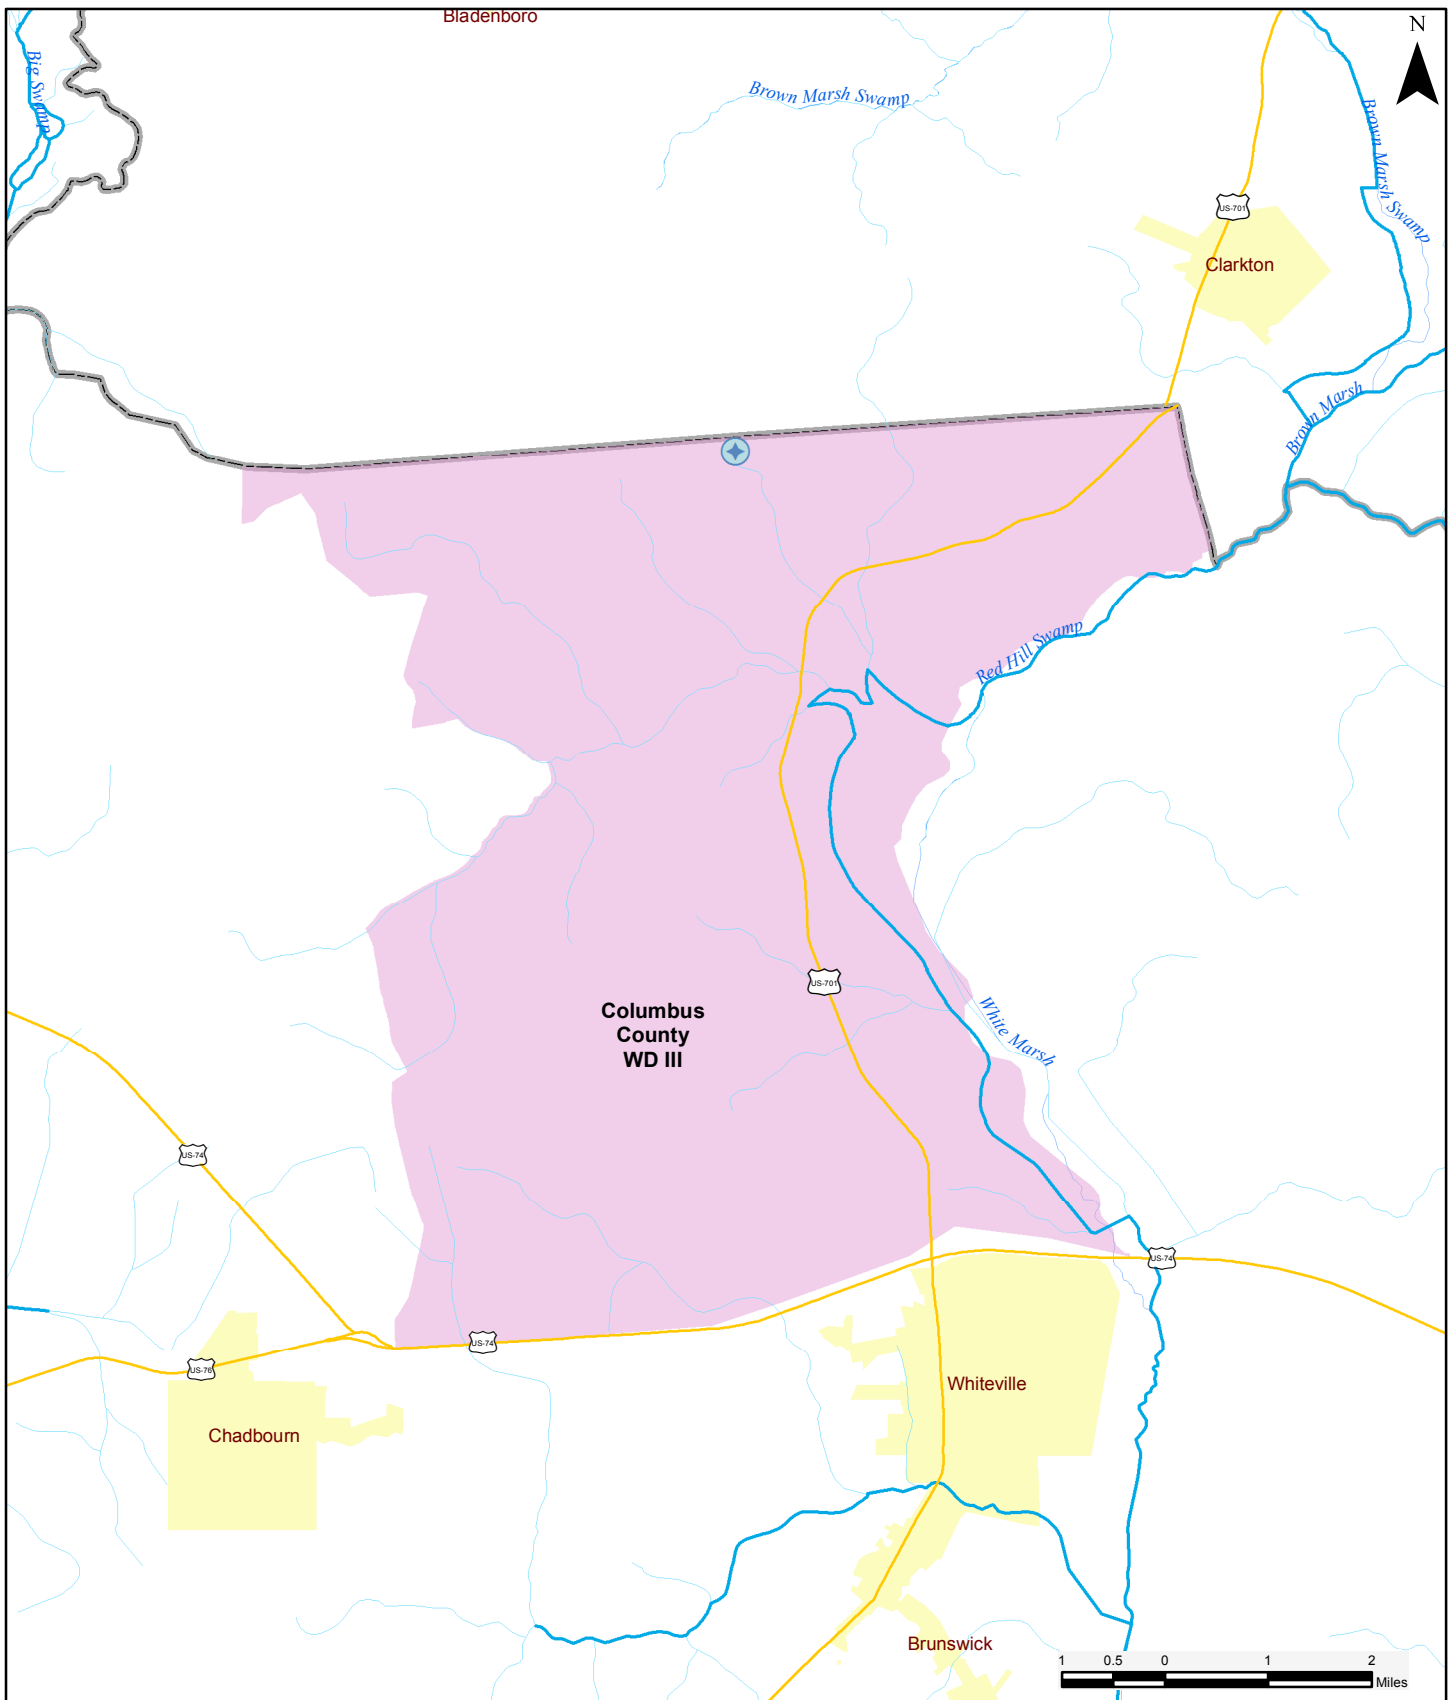 Bladenboro
N
Big Swamp
Brown Marsh Swamp
Brown Marsh Swamp
US-701
Clarkton
Brown Marsh
Red Hill Swamp
US-701
Columbus
County
WD III
White Marsh
US-74
US-74
US-74
US-76
Whiteville
Chadbourn
Brunswick
1 0.5 0 1 2
Miles